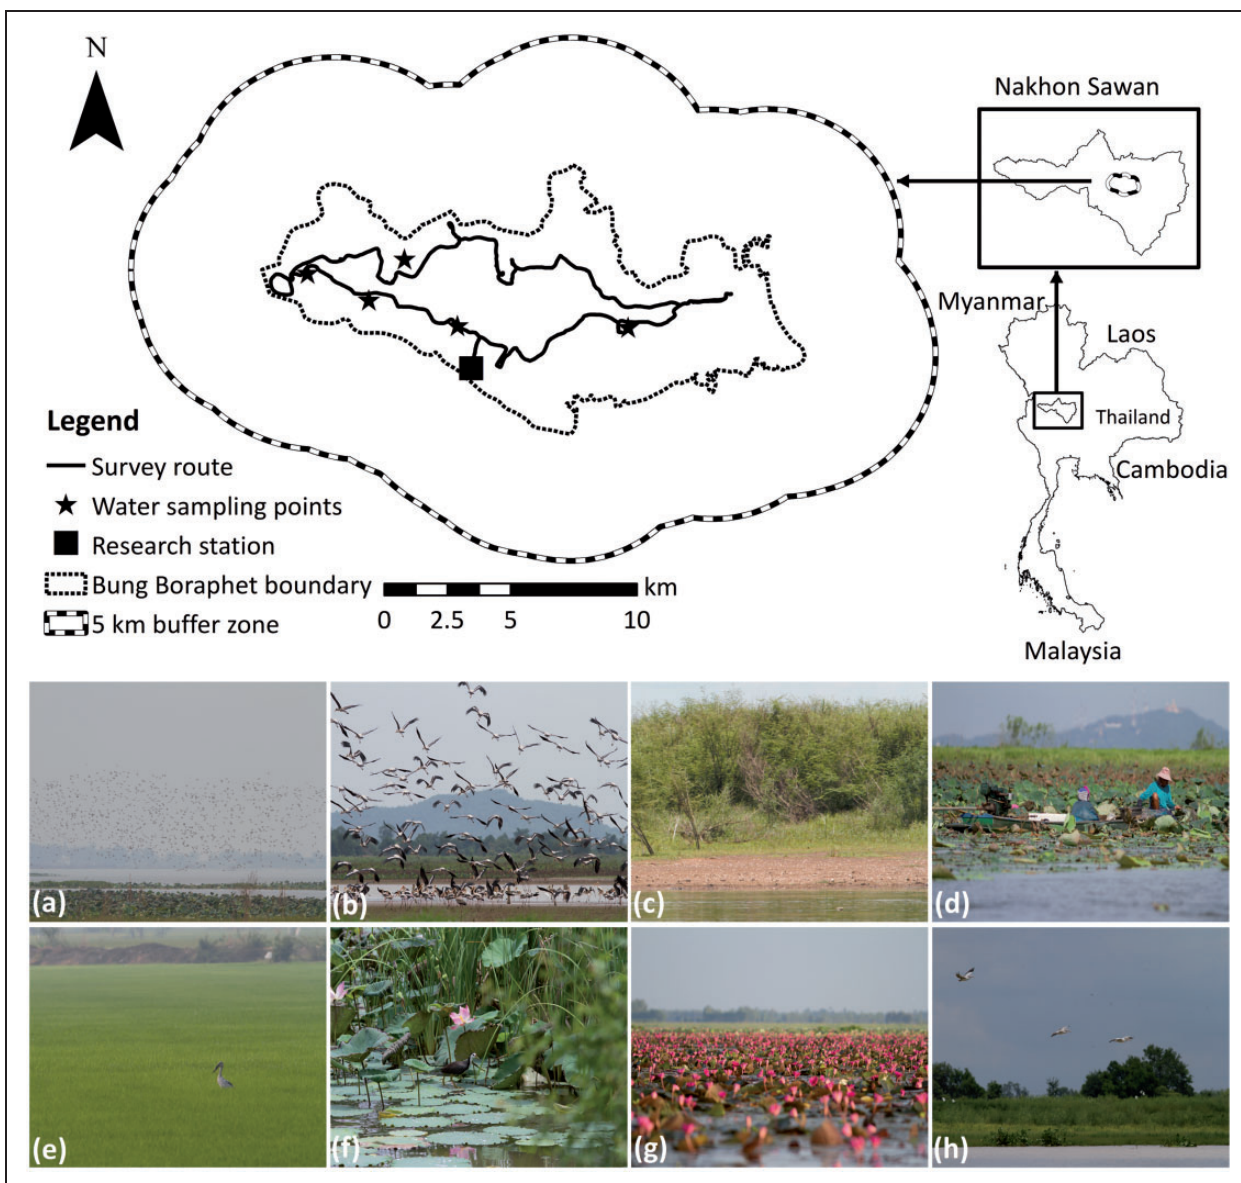 N
Nakhon Sawan
Myanmar
Laos
Thailand
Cambodia
Malaysia
Legend
Survey route
Water sampling points
Research station
Bung Boraphet boundary
5 km buffer zone
km
0 2.5 5 10
(a) (b) (c) (d)
(e) (f) (g) (h)